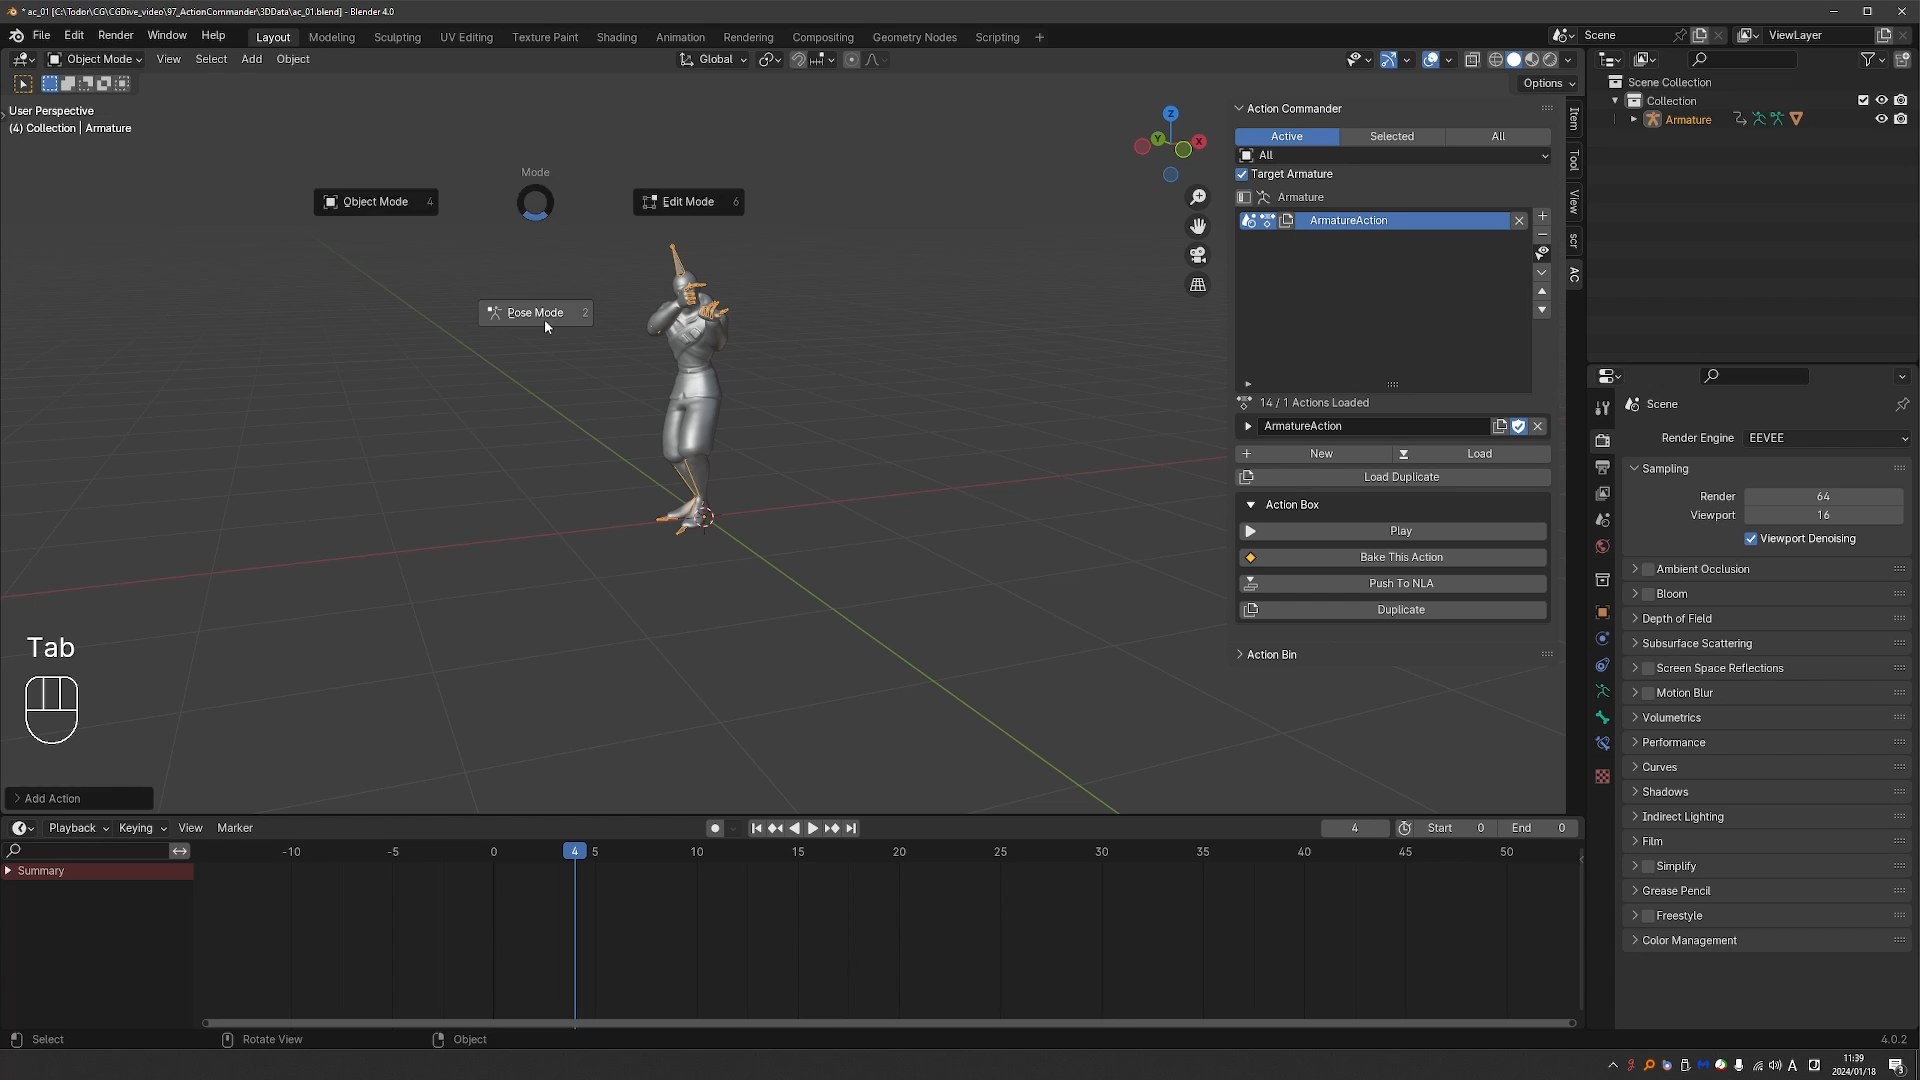 * ac_01 [C:\Todor\CG\CGDive_video\97_ActionCommander\3DData\ac_01.blend] - Blender 4.0
File Edit Render Window Help
Layout Modeling Sculpting UV Editing Texture Paint Shading Animation Rendering Compositing Geometry Nodes Scripting +
Scene
ViewLayer
Object Mode View Select Add Object
Global
Options
User Perspective
(4) Collection | Armature
Mode
Object Mode 4
Edit Mode 6
Pose Mode 2
Z
Y
X
Action Commander
Active Selected All
All
Target Armature
Armature
ArmatureAction
14 / 1 Actions Loaded
ArmatureAction
New Load
Load Duplicate
Action Box
Play
Bake This Action
Push To NLA
Duplicate
Action Bin
Item
Tool
View
scr
AC
Scene Collection
Collection
Armature
Scene
Render Engine EEVEE
Sampling
Render 64
Viewport 16
Viewport Denoising
Ambient Occlusion
Bloom
Depth of Field
Subsurface Scattering
Screen Space Reflections
Motion Blur
Volumetrics
Performance
Curves
Shadows
Indirect Lighting
Film
Simplify
Grease Pencil
Freestyle
Color Management
Tab
Add Action
Playback Keying View Marker
4 Start 0 End 0
-10 -5 0 4 5 10 15 20 25 30 35 40 45 50
Summary
Select Rotate View Object
4.0.2
A
11:39
2024/01/18
3